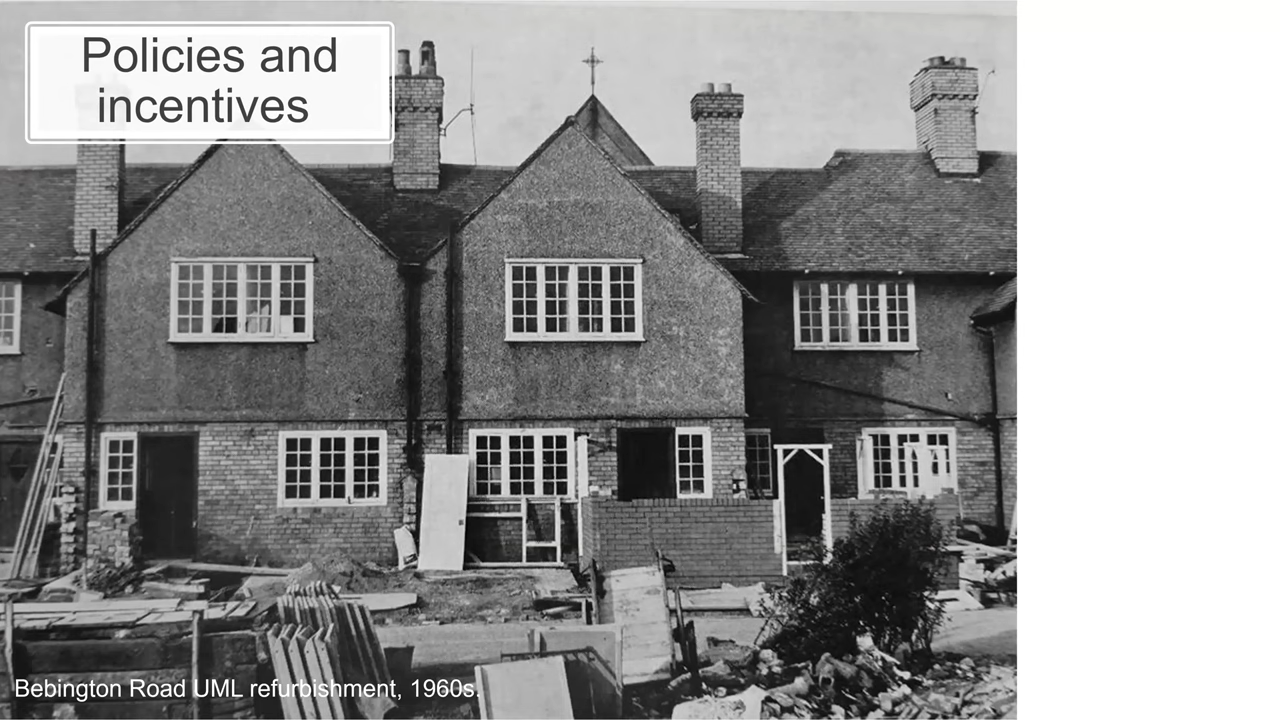 Policies and
incentives
Bebington Road UML refurbishment, 1960s.